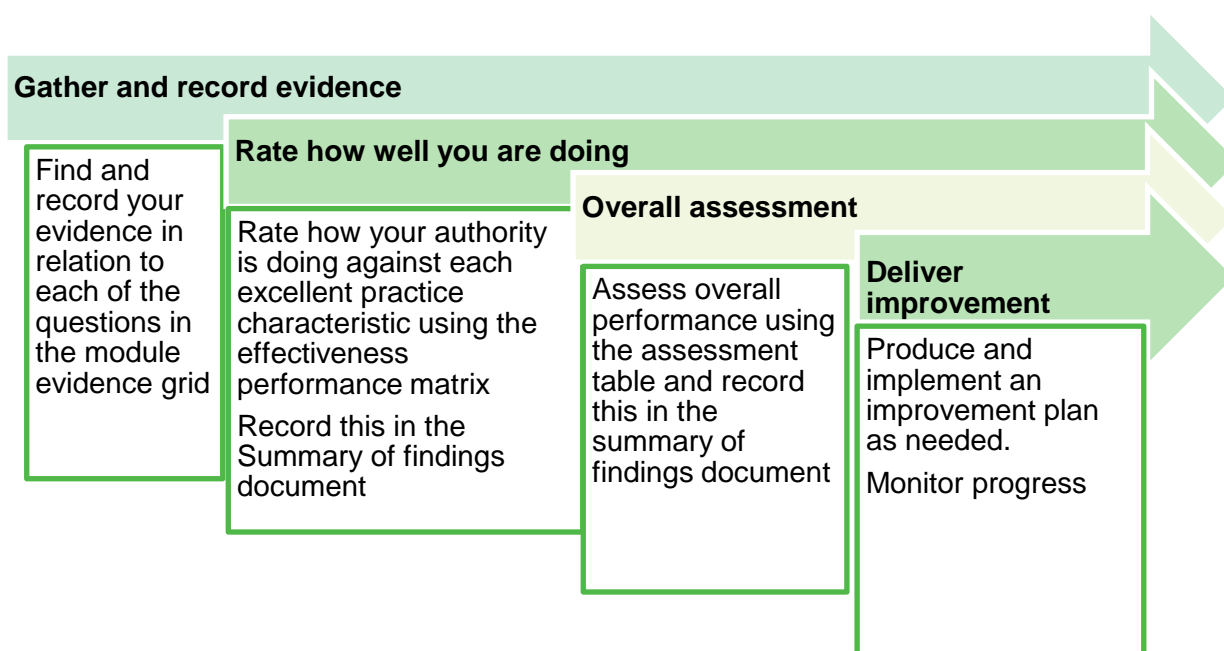 Gather and record evidence
Find and
record your
evidence in
relation to
each of the
questions in
the module
evidence grid
Rate how well you are doing
Rate how your authority
is doing against each
excellent practice
characteristic using the
effectiveness
performance matrix
Record this in the
Summary of findings
document
Overall assessment
Assess overall
performance using
the assessment
table and record
this in the
summary of
findings document
Deliver
improvement
Produce and
implement an
improvement plan
as needed.
Monitor progress